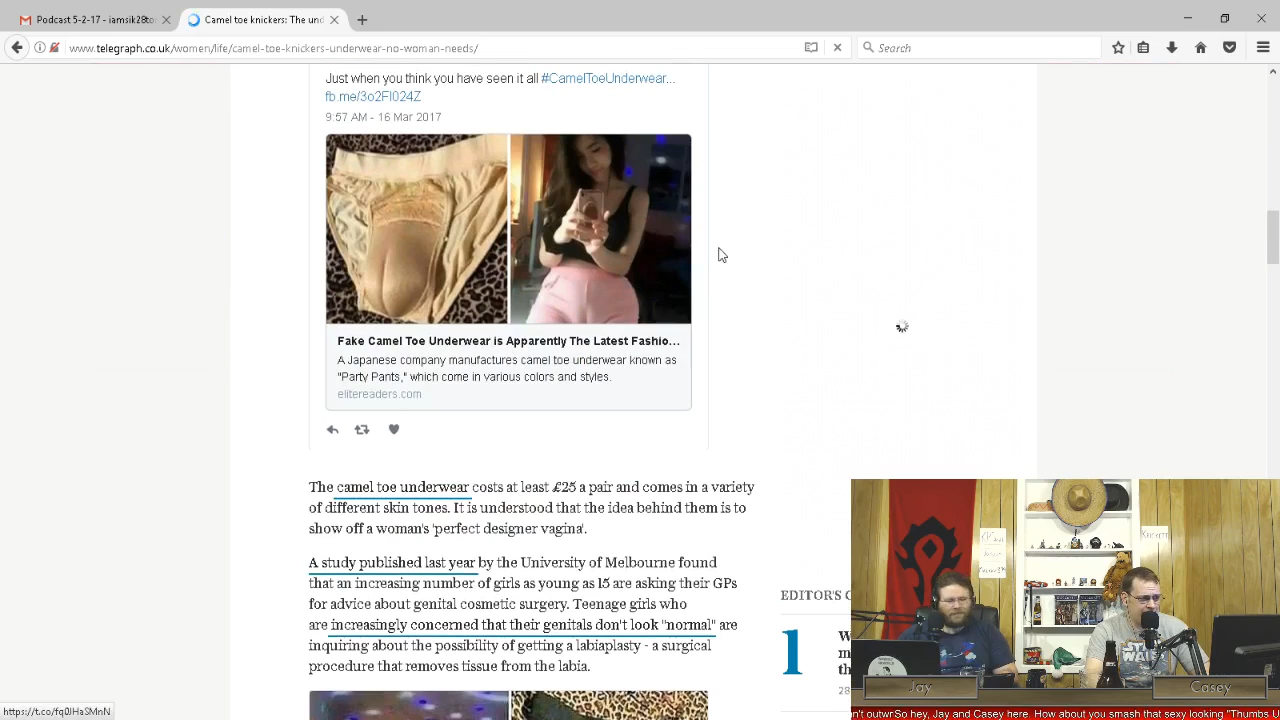 Podcast 5-2-17 - iamsik28to
Camel toe knickers: The un
www.telegraph.co.uk/women/life/camel-toe-knickers-underwear-no-woman-needs/
Search
Just when you think you have seen it all #CamelToeUnderwear...
fb.me/3o2FI024Z
9:57 AM - 16 Mar 2017
Fake Camel Toe Underwear is Apparently The Latest Fashio...
A Japanese company manufactures camel toe underwear known as
"Party Pants," which come in various colors and styles.
elitereaders.com
The camel toe underwear costs at least £25 a pair and comes in a variety
of different skin tones. It is understood that the idea behind them is to
show off a woman's 'perfect designer vagina'.
A study published last year by the University of Melbourne found
that an increasing number of girls as young as 15 are asking their GPs
for advice about genital cosmetic surgery. Teenage girls who
are increasingly concerned that their genitals don't look "normal" are
inquiring about the possibility of getting a labiaplasty - a surgical
procedure that removes tissue from the labia.
EDITOR'S C
1
W
m
th
28
STAR
WARS
Jay
Casey
n't outwrSo hey, Jay and Casey here. How about you smash that sexy looking "Thumbs U